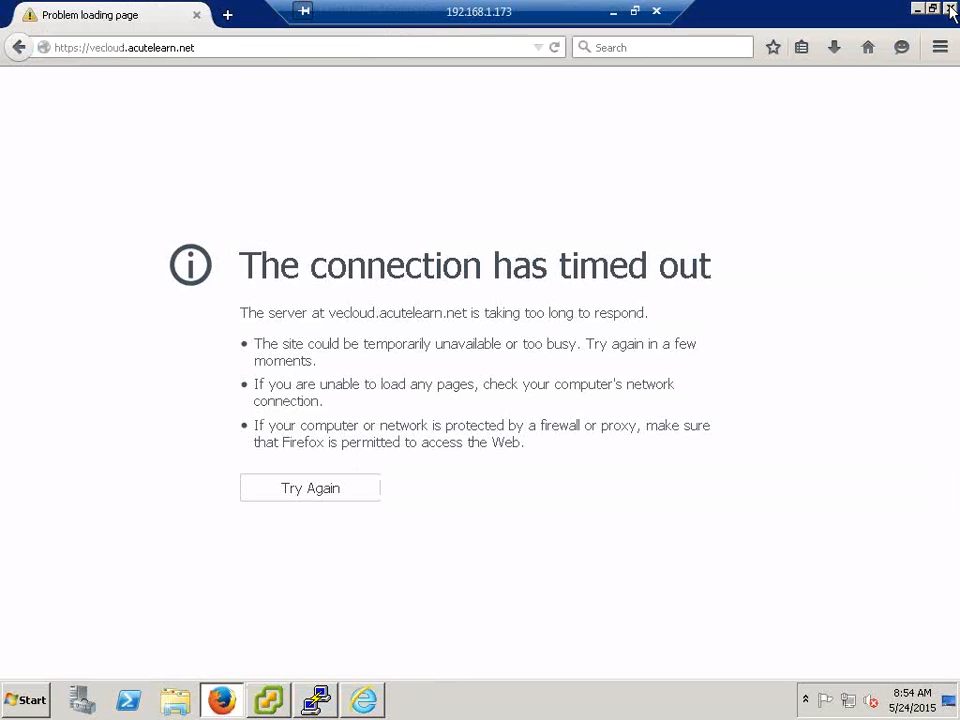 Problem loading page
192.168.1.173
https://vecloud.acutelearn.net
Search
The connection has timed out
The server at vecloud.acutelearn.net is taking too long to respond.
The site could be temporarily unavailable or too busy. Try again in a few
moments.
If you are unable to load any pages, check your computer's network
connection.
If your computer or network is protected by a firewall or proxy, make sure
that Firefox is permitted to access the Web.
Try Again
Start
8:54 AM
5/24/2015